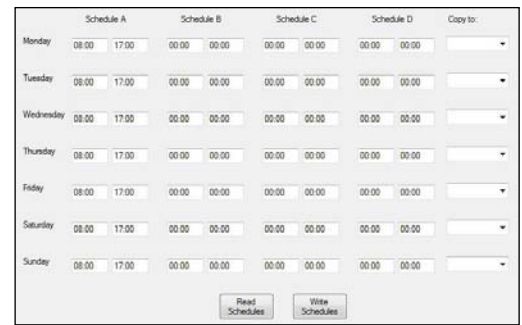 Schedule A Schedule B Schedule C Schedule D Copy to:
Monday 08:00 17:00 00:00 00:00 00:00 00:00 00:00 00:00
Tuesday 08:00 17:00 00:00 00:00 00:00 00:00 00:00 00:00
Wednesday 08:00 17:00 00:00 00:00 00:00 00:00 00:00 00:00
Thursday 08:00 17:00 00:00 00:00 00:00 00:00 00:00 00:00
Friday 08:00 17:00 00:00 00:00 00:00 00:00 00:00 00:00
Saturday 08:00 17:00 00:00 00:00 00:00 00:00 00:00 00:00
Sunday 08:00 17:00 00:00 00:00 00:00 00:00 00:00 00:00
Read Write
Schedules Schedules